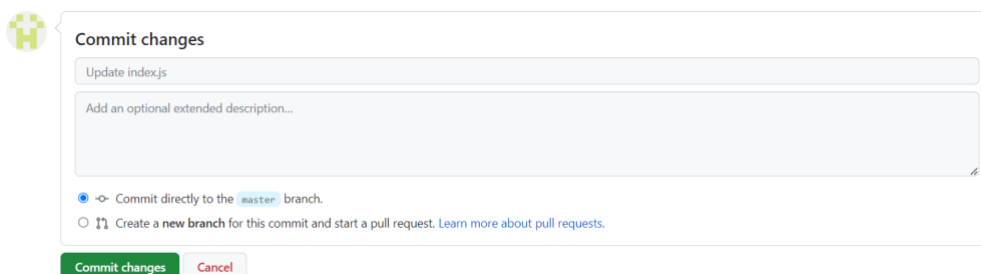 Commit changes
Update index.js
Add an optional extended description...
Commit directly to the master branch.
Create a new branch for this commit and start a pull request. Learn more about pull requests.
Commit changes Cancel